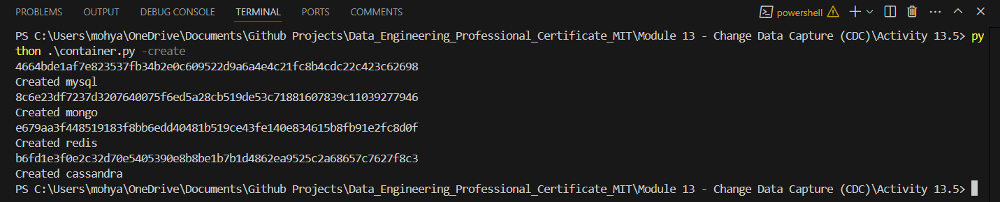 PROBLEMS OUTPUT DEBUG CONSOLE TERMINAL PORTS COMMENTS powershell
PS C:\Users\mohya\OneDrive\Documents\Github Projects\Data_Engineering_Professional_Certificate_MIT\Module 13 - Change Data Capture (CDC)\Activity 13.5> py
thon .\container.py -create
4664bde1af7e823537fb34b2e0c609522d9a6a4e4c21fc8b4cdc22c423c62698
Created mysql
8c6e23df7237d3207640075f6ed5a28cb519de53c71881607839c11039277946
Created mongo
e679aa3f448519183f8bb6edd40481b519ce43fe140e834615b8fb91e2fc8d0f
Created redis
b6fd1e3f0e2c32d70e5405390e8b8be1b7b1d4862ea9525c2a68657c7627f8c3
Created cassandra
PS C:\Users\mohya\OneDrive\Documents\Github Projects\Data_Engineering_Professional_Certificate_MIT\Module 13 - Change Data Capture (CDC)\Activity 13.5>